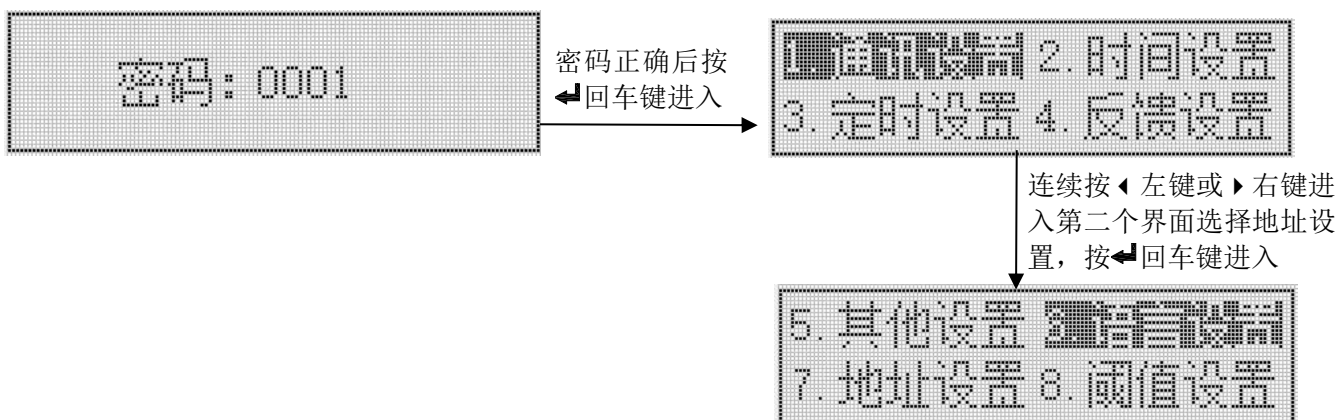 密码：0001
密码正确后按
回车键进入
1.通讯设置 2.时间设置
3.定时设置 4.反馈设置
连续按左键或右键进
入第二个界面选择地址设
置，按回车键进入
5.其他设置 6.语言设置
7.地址设置 8.阈值设置